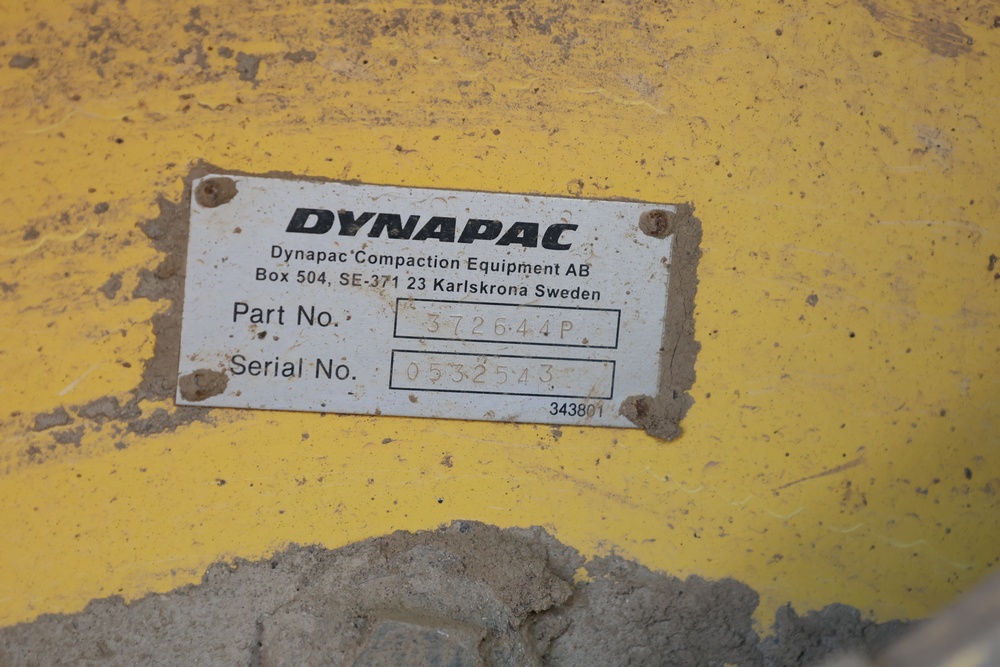 DYNAPAC
Dynapac Compaction Equipment AB
Box 504, SE-371 23 Karlskrona Sweden
Part No. 372644P
Serial No. 0532543
343801